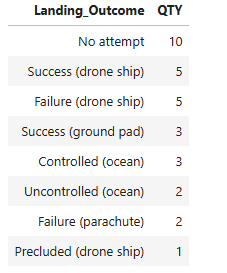 Landing_Outcome QTY
No attempt 10
Success (drone ship) 5
Failure (drone ship) 5
Success (ground pad) 3
Controlled (ocean) 3
Uncontrolled (ocean) 2
Failure (parachute) 2
Precluded (drone ship) 1